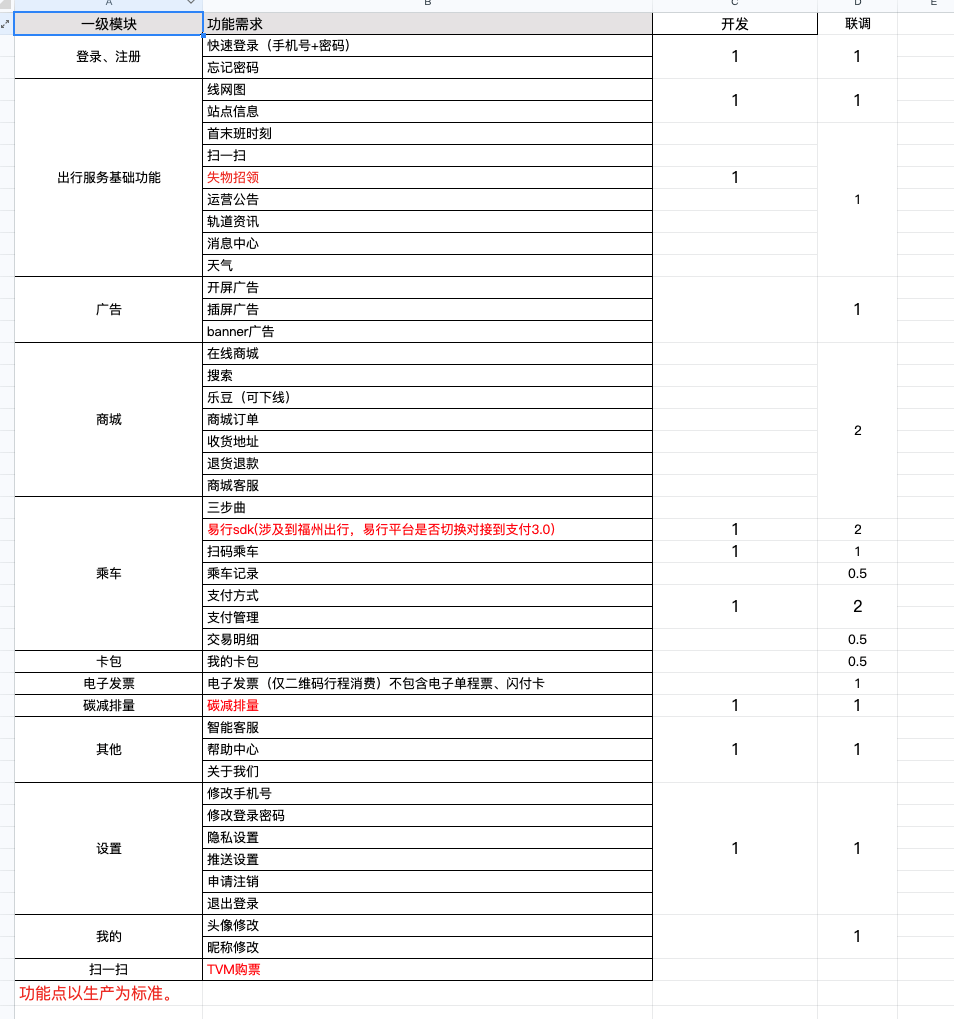 A B C D E
一级模块 功能需求 开发 联调
登录、注册 快速登录（手机号+密码） 1 1
忘记密码
出行服务基础功能 线网图 1 1
站点信息
首末班时刻 1
扫一扫
失物招领 1
运营公告
轨道资讯
消息中心
天气
广告 开屏广告 1
插屏广告
banner广告
商城 在线商城 2
搜索
乐豆（可下线）
商城订单
收货地址
退货退款
商城客服
乘车 三步曲
易行sdk(涉及到福州出行，易行平台是否切换对接到支付3.0) 1 2
扫码乘车 1 1
乘车记录 0.5
支付方式 1 2
支付管理
交易明细 0.5
卡包 我的卡包 0.5
电子发票 电子发票（仅二维码行程消费）不包含电子单程票、闪付卡 1
碳减排量 碳减排量 1 1
其他 智能客服 1 1
帮助中心
关于我们
设置 修改手机号 1 1
修改登录密码
隐私设置
推送设置
申请注销
退出登录
我的 头像修改 1
昵称修改
扫一扫 TVM购票
功能点以生产为标准。